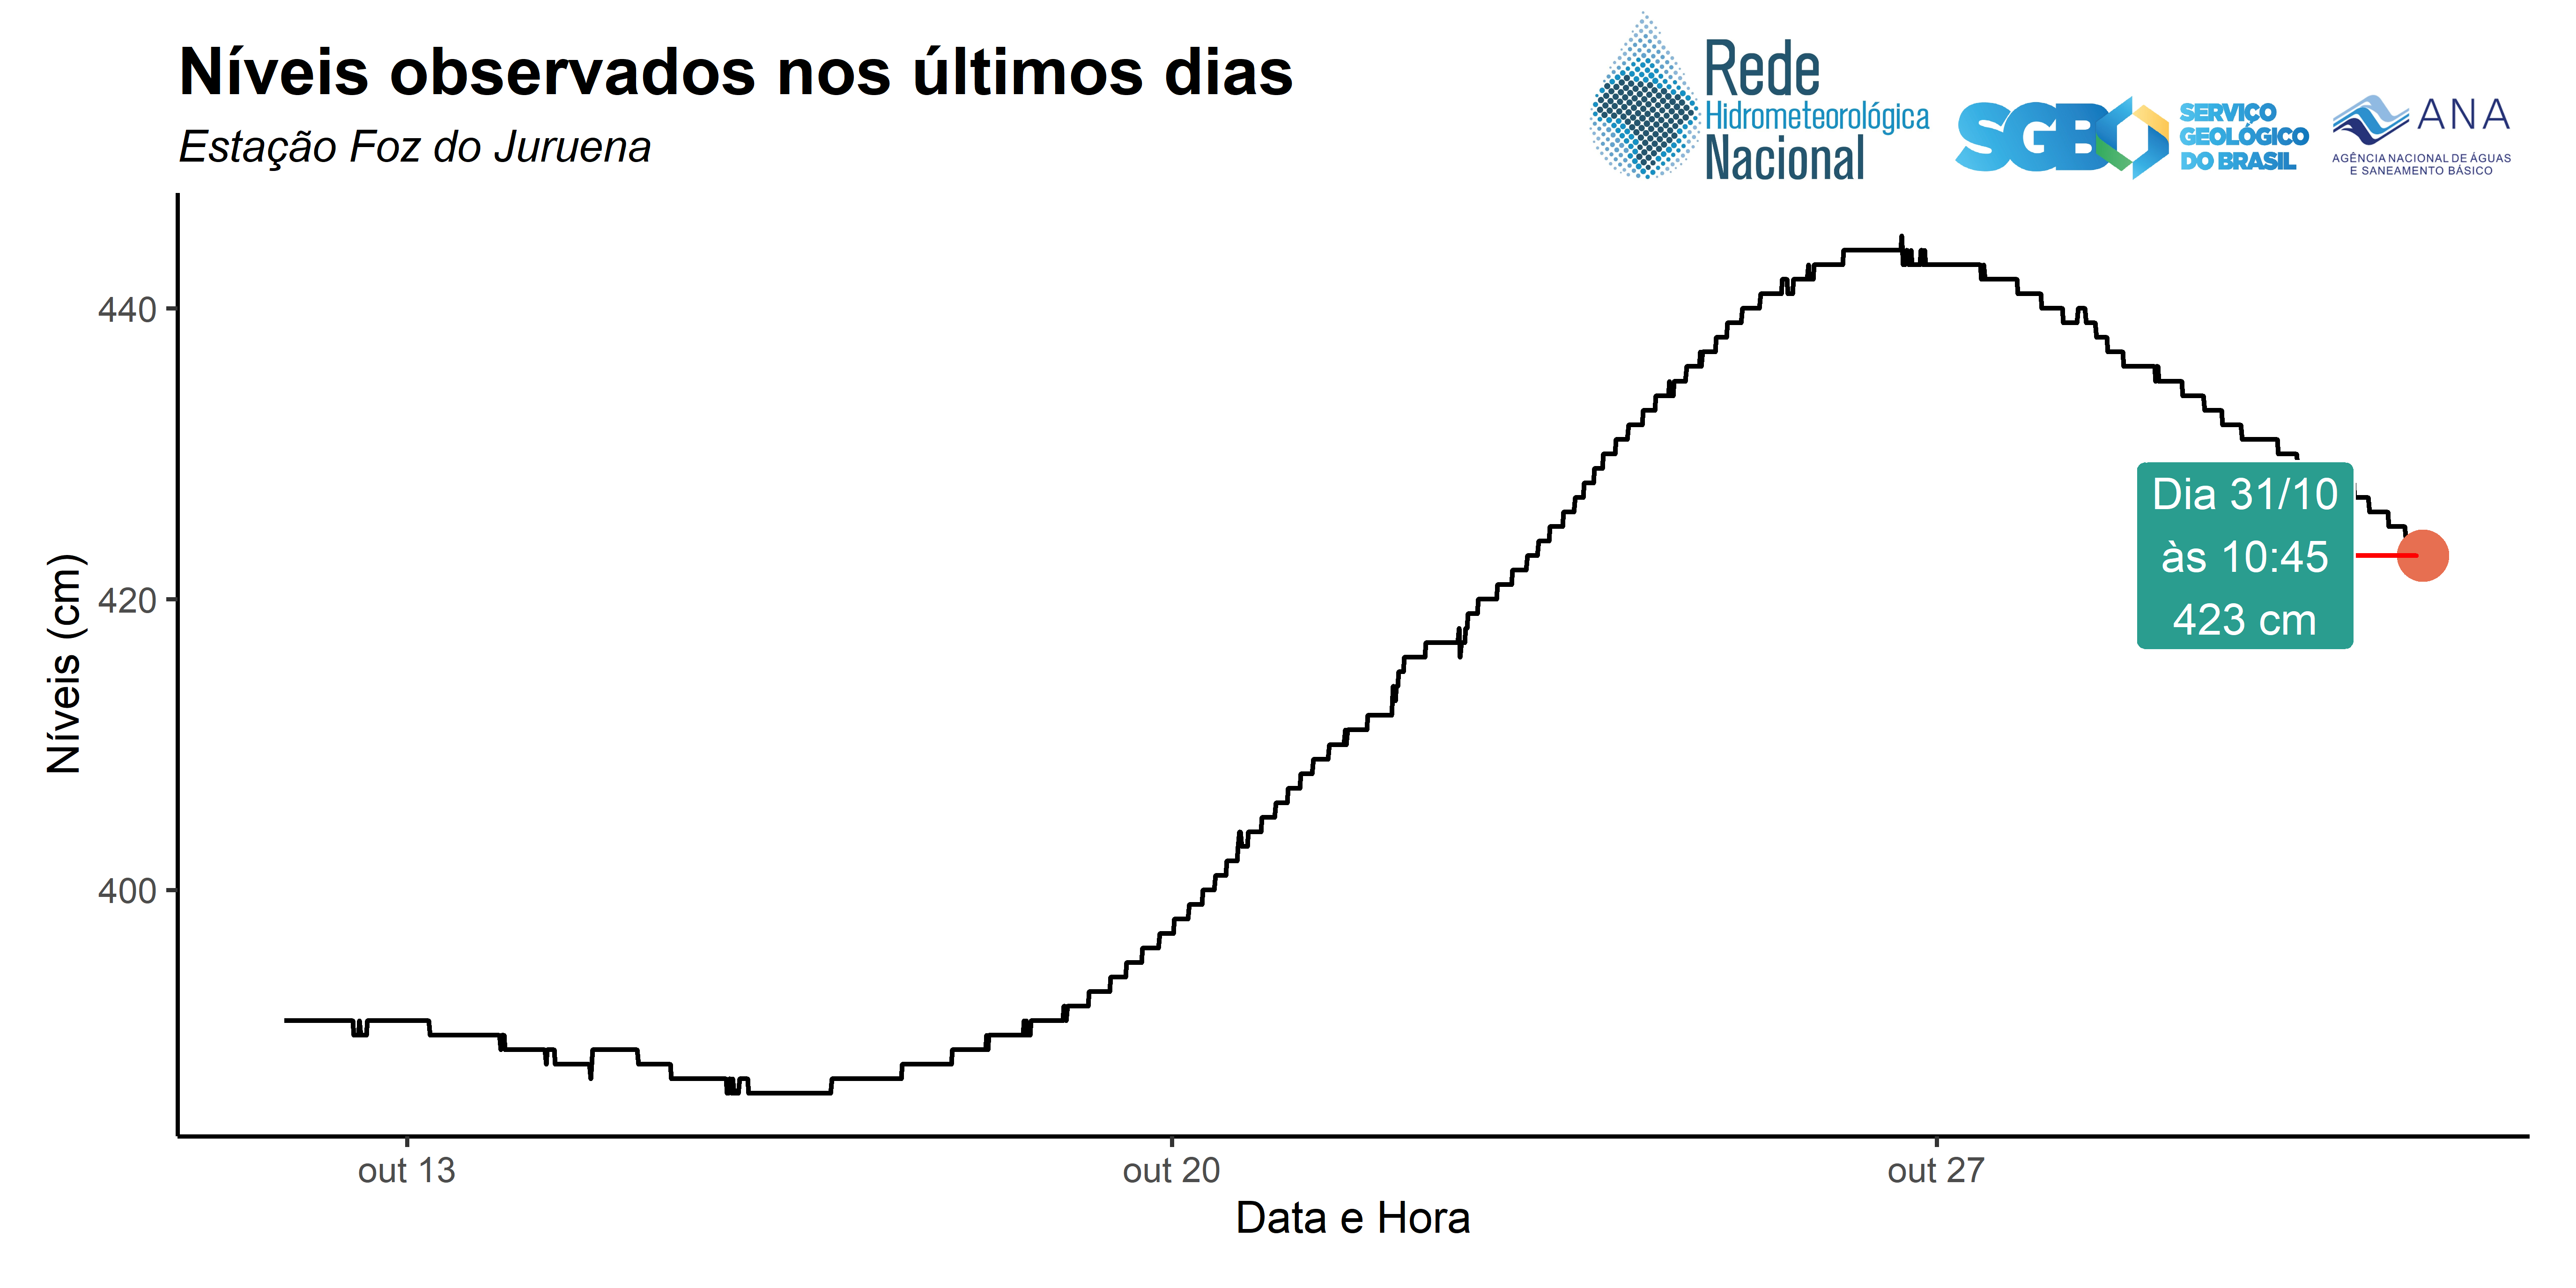 Níveis observados nos últimos dias
Estação Foz do Juruena
Rede
Hidrometeorológica
Nacional
SGB
SERVIÇO
GEOLÓGICO
DO BRASIL
ANA
AGÊNCIA NACIONAL DE ÁGUAS
E SANEAMENTO BÁSICO
Níveis (cm)
440
420
400
Dia 31/10
às 10:45
423 cm
out 13
out 20
out 27
Data e Hora